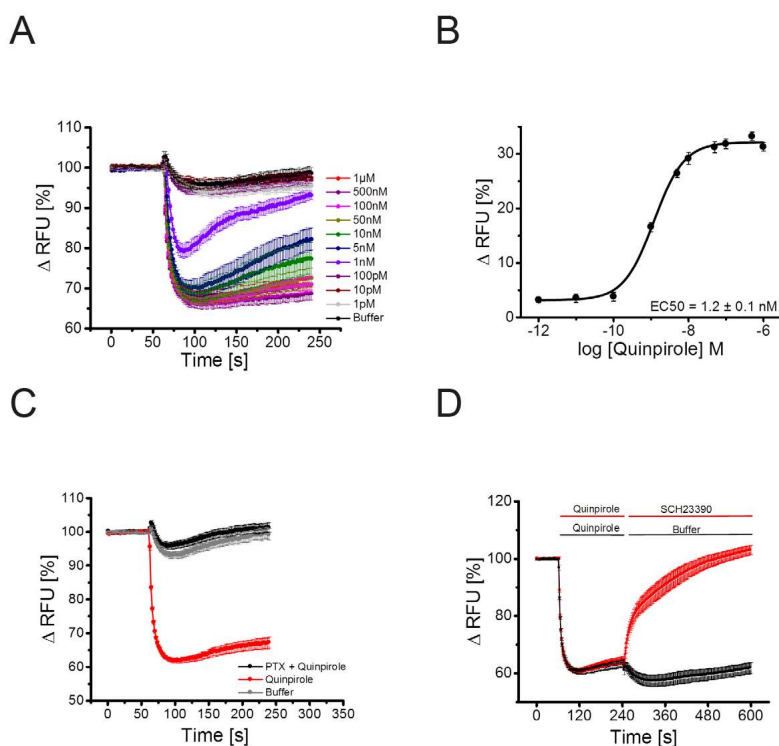 A
110
100
90
80
70
60
Δ RFU [%]
0 50 100 150 200 250
Time [s]
1µM
500nM
100nM
50nM
10nM
5nM
1nM
100pM
10pM
1pM
Buffer
B
30
20
10
0
Δ RFU [%]
EC50 = 1.2 ± 0.1 nM
-12 -10 -8 -6
log [Quinpirole] M
C
110
100
90
80
70
60
50
Δ RFU [%]
PTX + Quinpirole
Quinpirole
Buffer
0 50 100 150 200 250 300 350
Time [s]
D
120
100
80
60
Δ RFU [%]
Quinpirole SCH23390
Quinpirole Buffer
0 120 240 360 480 600
Time [s]